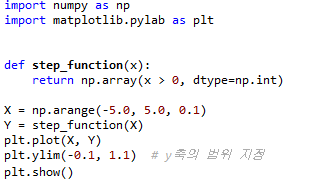 import numpy as np
import matplotlib.pylab as plt
def step_function(x):
    return np.array(x > 0, dtype=np.int)
X = np.arange(-5.0, 5.0, 0.1)
Y = step_function(X)
plt.plot(X, Y)
plt.ylim(-0.1, 1.1)  # y축의 범위 지정
plt.show()